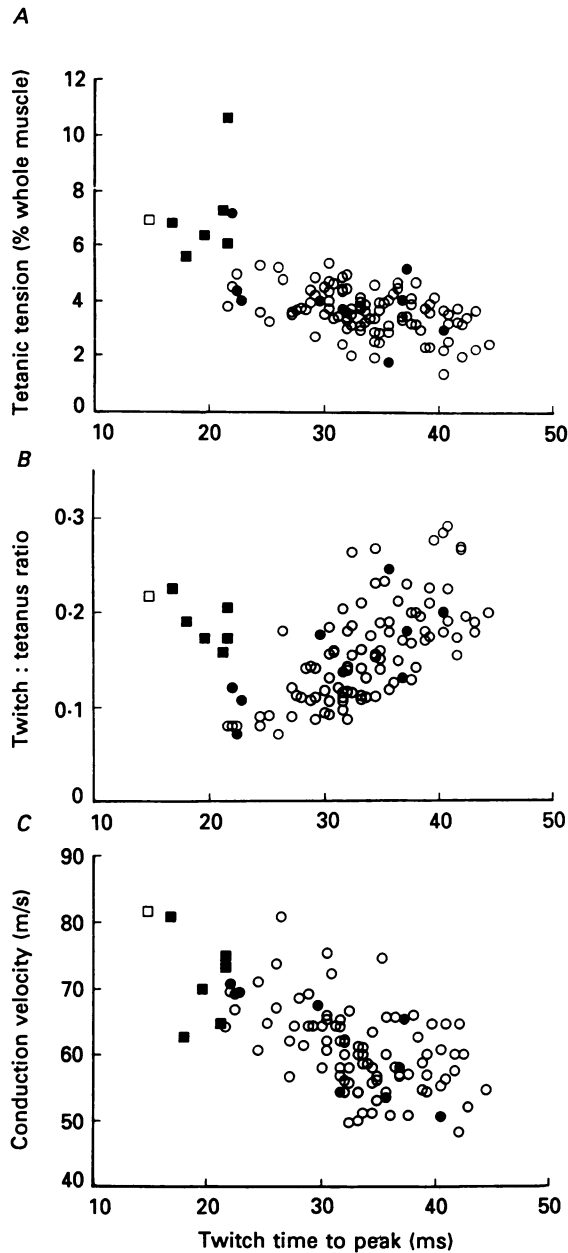 A
Tetanic tension (% whole muscle)
12
10
8
6
4
2
0
10 20 30 40 50
B
Twitch : tetanus ratio
0·3
0·2
0·1
0
10 20 30 40 50
C
Conduction velocity (m/s)
90
80
70
60
50
40
10 20 30 40 50
Twitch time to peak (ms)